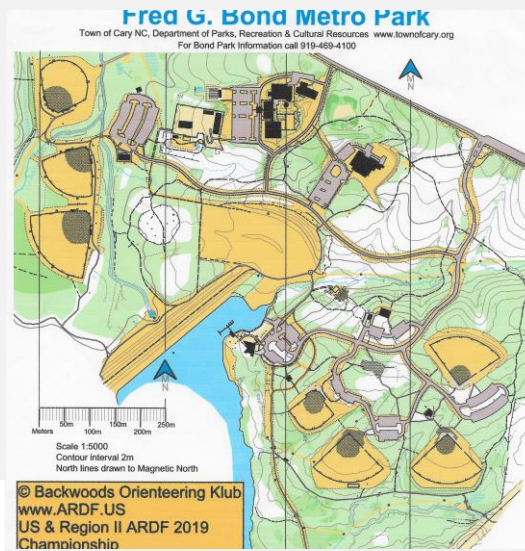 Fred G. Bond Metro Park
Town of Cary NC, Department of Parks, Recreation & Cultural Resources www.townofcary.org
For Bond Park Information call 919-469-4100
MN
MN
50m 150m 250m
Meters 100m 200m
Scale 1:5000
Contour interval 2m
North lines drawn to Magnetic North
© Backwoods Orienteering Klub
www.ARDF.US
US & Region II ARDF 2019
Championship